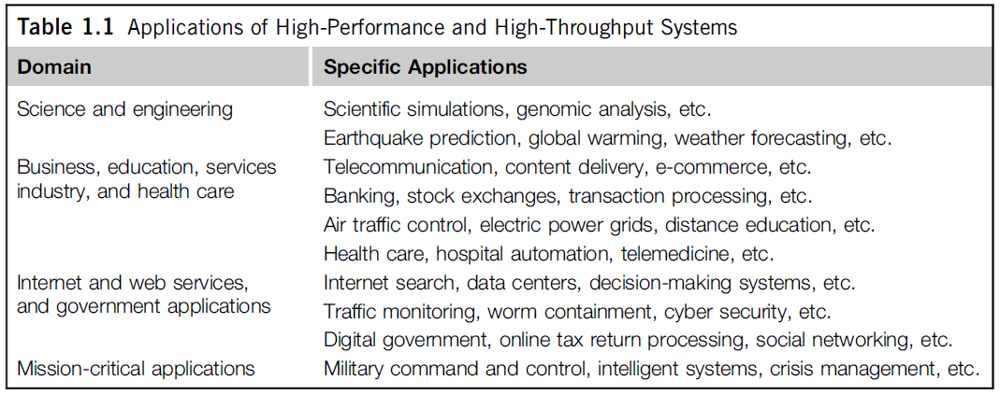 Table 1.1 Applications of High-Performance and High-Throughput Systems
Domain Specific Applications
Science and engineering Scientific simulations, genomic analysis, etc.
Earthquake prediction, global warming, weather forecasting, etc.
Business, education, services Telecommunication, content delivery, e-commerce, etc.
industry, and health care Banking, stock exchanges, transaction processing, etc.
Air traffic control, electric power grids, distance education, etc.
Health care, hospital automation, telemedicine, etc.
Internet and web services, Internet search, data centers, decision-making systems, etc.
and government applications Traffic monitoring, worm containment, cyber security, etc.
Digital government, online tax return processing, social networking, etc.
Mission-critical applications Military command and control, intelligent systems, crisis management, etc.